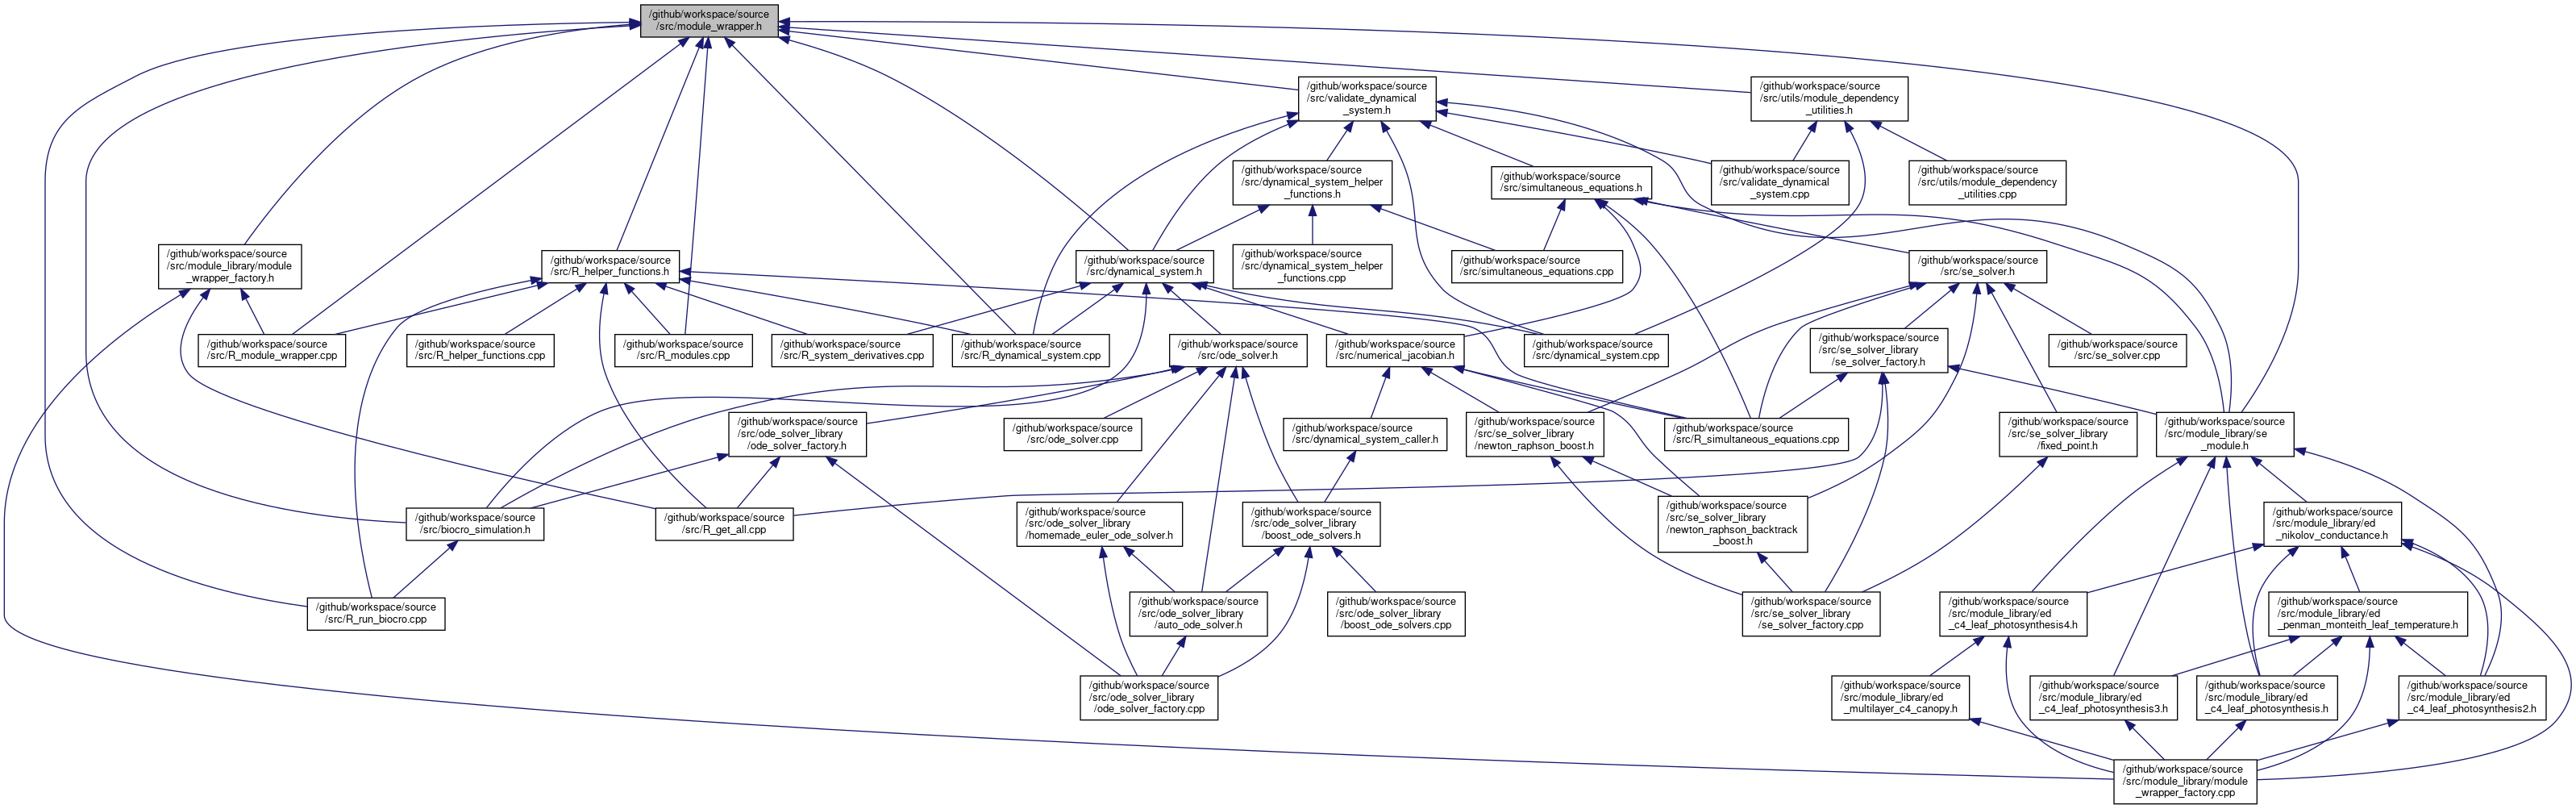 /github/workspace/source
/src/module_wrapper.h
/github/workspace/source
/src/validate_dynamical
_system.h
/github/workspace/source
/src/utils/module_dependency
_utilities.h
/github/workspace/source
/src/dynamical_system_helper
_functions.h
/github/workspace/source
/src/simultaneous_equations.h
/github/workspace/source
/src/validate_dynamical
_system.cpp
/github/workspace/source
/src/utils/module_dependency
_utilities.cpp
/github/workspace/source
/src/module_library/module
_wrapper_factory.h
/github/workspace/source
/src/R_helper_functions.h
/github/workspace/source
/src/dynamical_system.h
/github/workspace/source
/src/dynamical_system_helper
_functions.cpp
/github/workspace/source
/src/simultaneous_equations.cpp
/github/workspace/source
/src/se_solver.h
/github/workspace/source
/src/R_module_wrapper.cpp
/github/workspace/source
/src/R_helper_functions.cpp
/github/workspace/source
/src/R_modules.cpp
/github/workspace/source
/src/R_system_derivatives.cpp
/github/workspace/source
/src/R_dynamical_system.cpp
/github/workspace/source
/src/ode_solver.h
/github/workspace/source
/src/numerical_jacobian.h
/github/workspace/source
/src/dynamical_system.cpp
/github/workspace/source
/src/se_solver_library
/se_solver_factory.h
/github/workspace/source
/src/se_solver.cpp
/github/workspace/source
/src/ode_solver_library
/ode_solver_factory.h
/github/workspace/source
/src/ode_solver.cpp
/github/workspace/source
/src/dynamical_system_caller.h
/github/workspace/source
/src/se_solver_library
/newton_raphson_boost.h
/github/workspace/source
/src/R_simultaneous_equations.cpp
/github/workspace/source
/src/se_solver_library
/fixed_point.h
/github/workspace/source
/src/module_library/se
_module.h
/github/workspace/source
/src/biocro_simulation.h
/github/workspace/source
/src/R_get_all.cpp
/github/workspace/source
/src/ode_solver_library
/homemade_euler_ode_solver.h
/github/workspace/source
/src/ode_solver_library
/boost_ode_solvers.h
/github/workspace/source
/src/se_solver_library
/newton_raphson_backtrack
_boost.h
/github/workspace/source
/src/module_library/ed
_nikolov_conductance.h
/github/workspace/source
/src/R_run_biocro.cpp
/github/workspace/source
/src/ode_solver_library
/auto_ode_solver.h
/github/workspace/source
/src/ode_solver_library
/boost_ode_solvers.cpp
/github/workspace/source
/src/se_solver_library
/se_solver_factory.cpp
/github/workspace/source
/src/module_library/ed
_c4_leaf_photosynthesis4.h
/github/workspace/source
/src/module_library/ed
_penman_monteith_leaf_temperature.h
/github/workspace/source
/src/ode_solver_library
/ode_solver_factory.cpp
/github/workspace/source
/src/module_library/ed
_multilayer_c4_canopy.h
/github/workspace/source
/src/module_library/ed
_c4_leaf_photosynthesis3.h
/github/workspace/source
/src/module_library/ed
_c4_leaf_photosynthesis.h
/github/workspace/source
/src/module_library/ed
_c4_leaf_photosynthesis2.h
/github/workspace/source
/src/module_library/module
_wrapper_factory.cpp